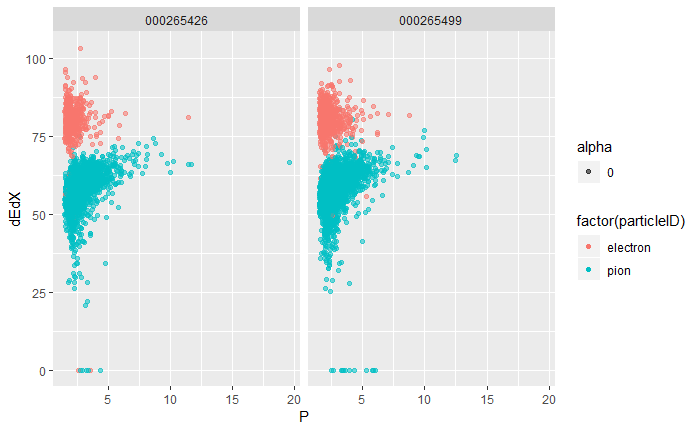 000265426 000265499
100
75
50
25
0
dEdX
5 10 15 20 5 10 15 20
P
alpha
0
factor(particleID)
electron
pion